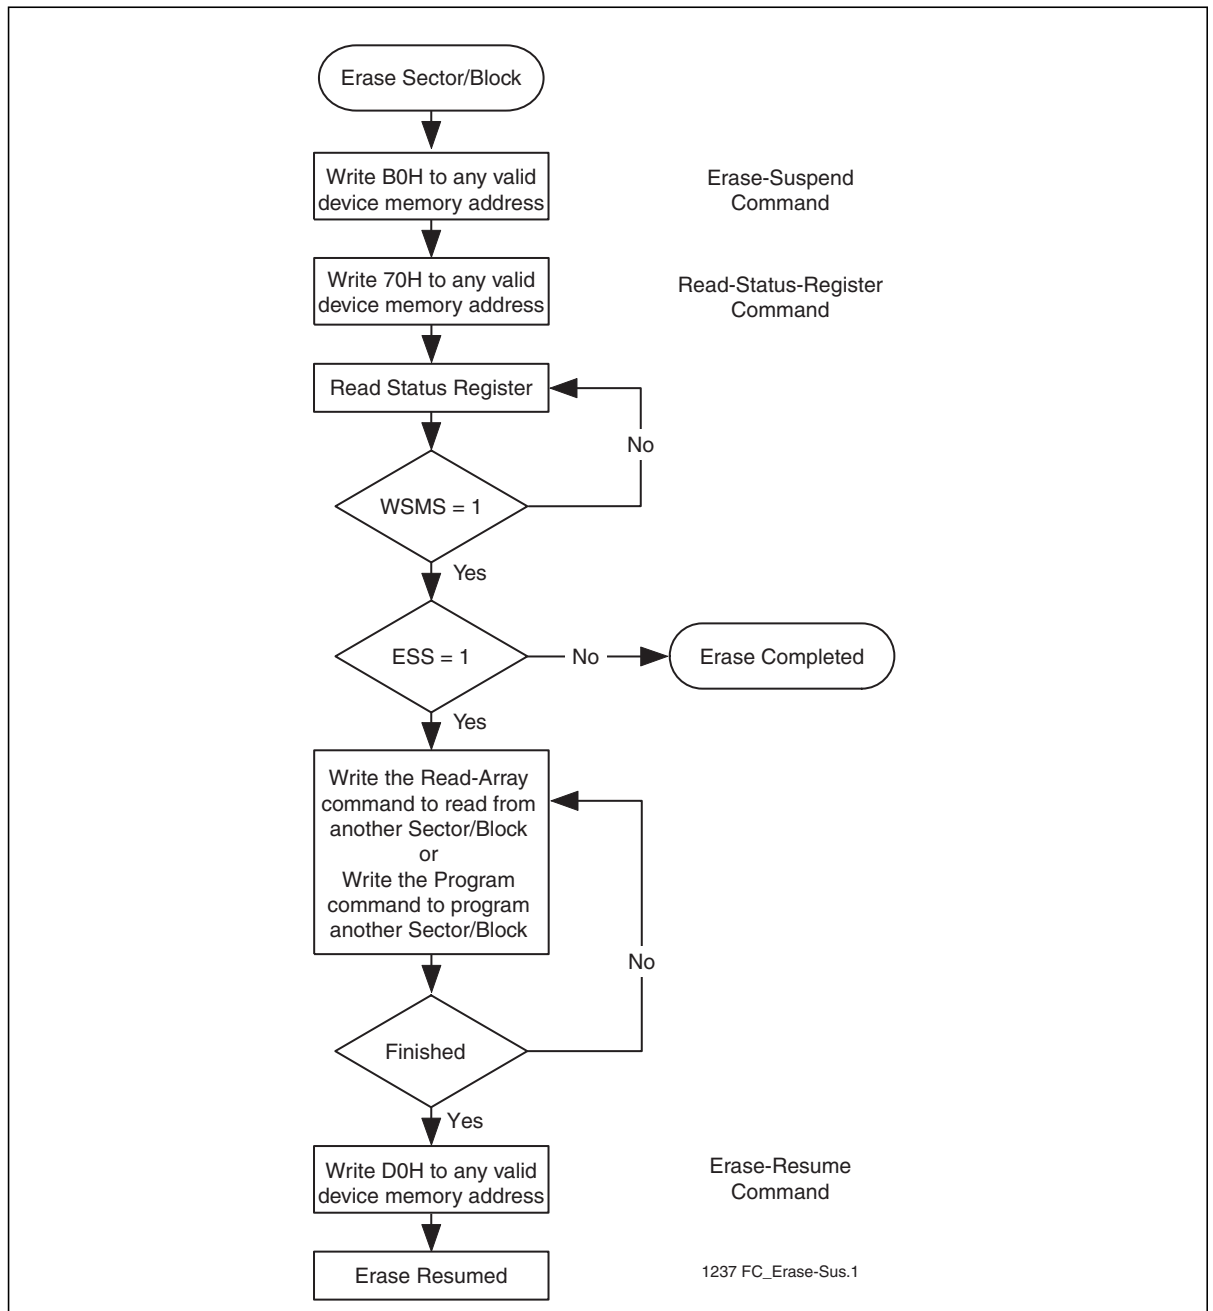 Erase Sector/Block
Write B0H to any valid
device memory address
Erase-Suspend
Command
Write 70H to any valid
device memory address
Read-Status-Register
Command
Read Status Register
No
WSMS = 1
Yes
ESS = 1
No
Erase Completed
Yes
Write the Read-Array
command to read from
another Sector/Block
or
Write the Program
command to program
another Sector/Block
No
Finished
Yes
Write D0H to any valid
device memory address
Erase-Resume
Command
Erase Resumed
1237 FC_Erase-Sus.1